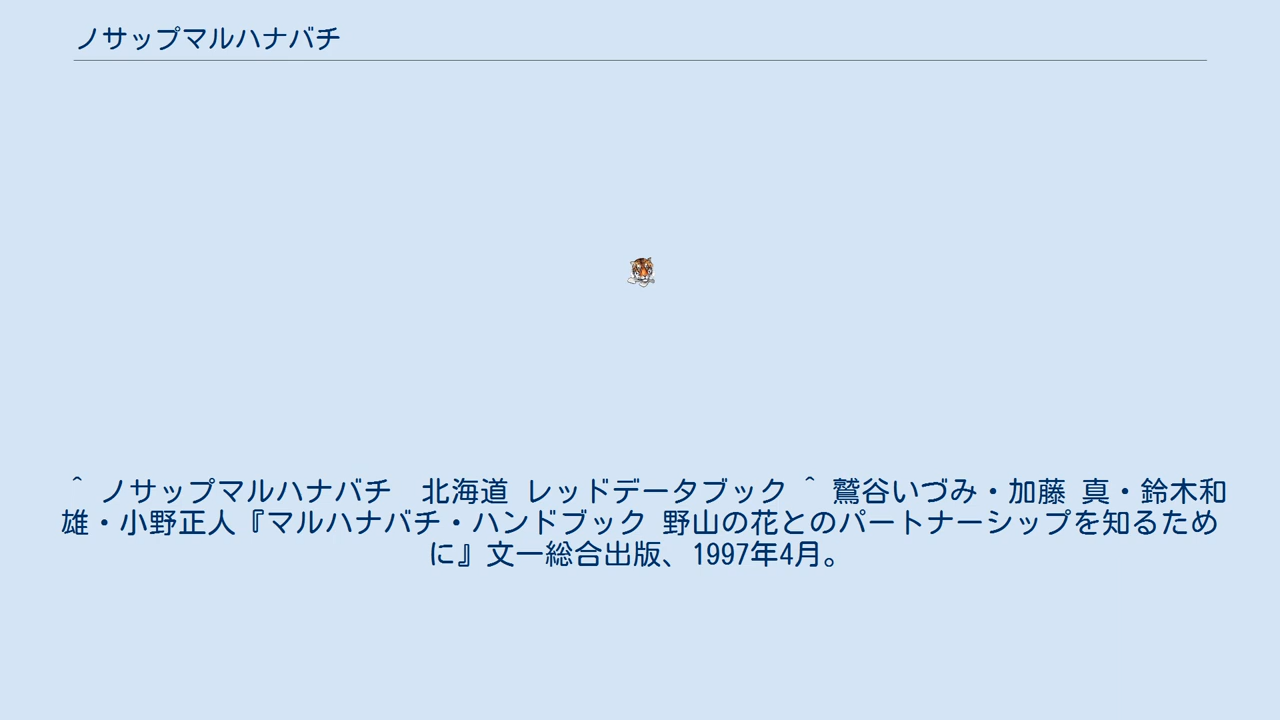 ノサップマルハナバチ
^ ノサップマルハナバチ　北海道 レッドデータブック ^ 鷲谷いづみ・加藤 真・鈴木和
雄・小野正人『マルハナバチ・ハンドブック 野山の花とのパートナーシップを知るため
に』文一総合出版、1997年4月。